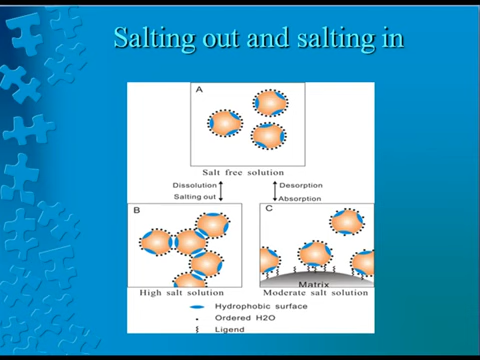 Salting out and salting in
A
Salt free solution
Dissolution
Desorption
Salting out
Absorption
B
C
Matrix
High salt solution
Moderate salt solution
Hydrophobic surface
Ordered H2O
Ligend